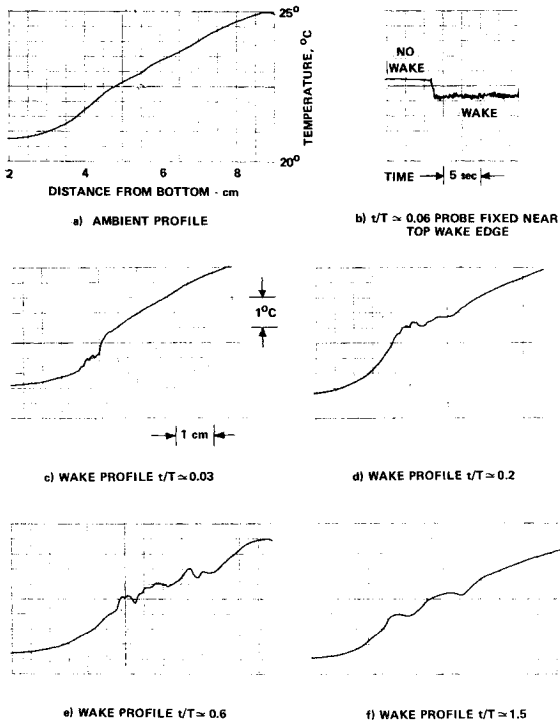 25°
TEMPERATURE, °C
20°
2 4 6 8
DISTANCE FROM BOTTOM - cm
a) AMBIENT PROFILE
NO
WAKE
WAKE
TIME 5 sec
b) t/T ≃ 0.06 PROBE FIXED NEAR
TOP WAKE EDGE
1°C
1 cm
c) WAKE PROFILE t/T ≃ 0.03
d) WAKE PROFILE t/T ≃ 0.2
e) WAKE PROFILE t/T ≃ 0.6
f) WAKE PROFILE t/T ≃ 1.5